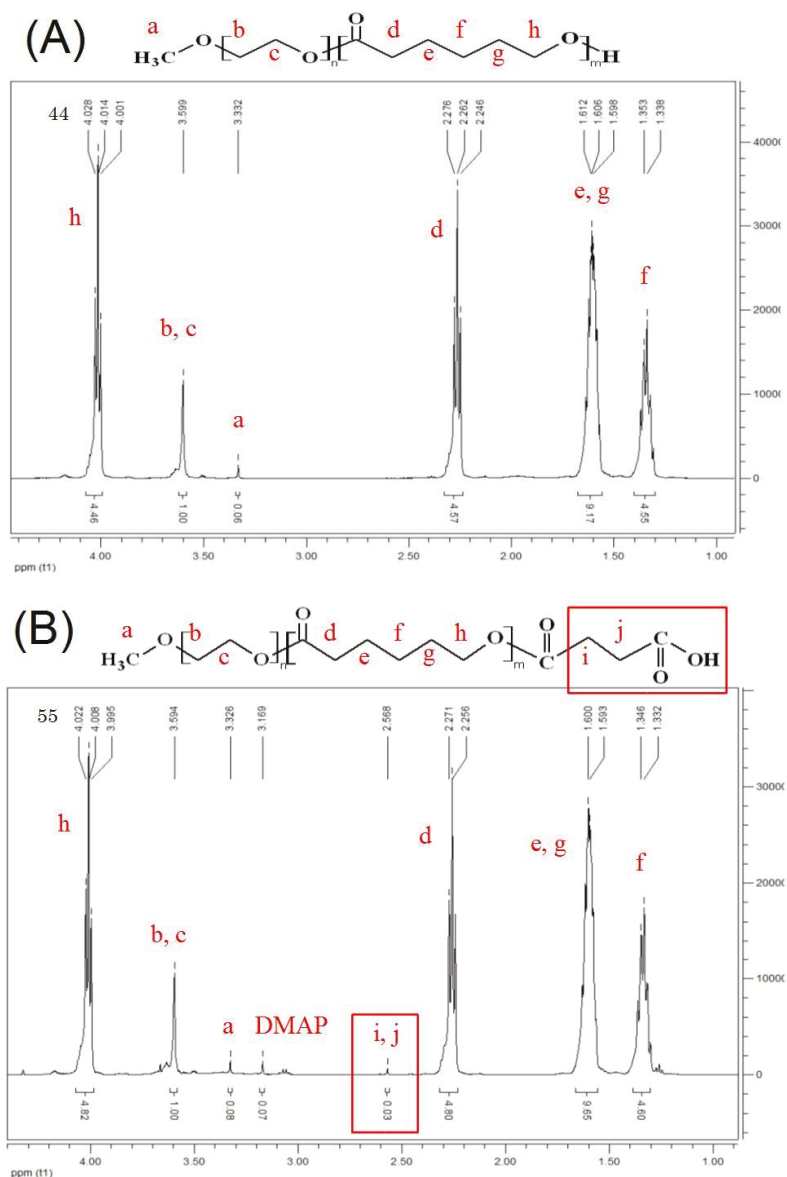 (A)
a b d f h
O O
H₃C O [ c O ]n [ e g O ]m H
44
4.028 4.014 4.001 3.599 3.332 2.276 2.262 2.246 1.612 1.606 1.598 1.353 1.338
40000
30000
20000
10000
0
h
b, c
a
d
e, g
f
4.46 1.00 0.06 4.57 9.17 4.55
4.00 3.50 3.00 2.50 2.00 1.50 1.00
ppm (t1)
(B)
a b d f h j
O O
H₃C O [ c O ]n [ e g O ]m C i C OH
O
55
4.022 4.008 3.995 3.594 3.326 3.169 2.568 2.271 2.256 1.600 1.593 1.346 1.332
30000
20000
10000
0
h
b, c
a
DMAP
i, j
d
e, g
f
4.82 1.00 0.08 0.07 0.03 4.80 9.95 4.60
4.00 3.50 3.00 2.50 2.00 1.50 1.00
ppm (t1)